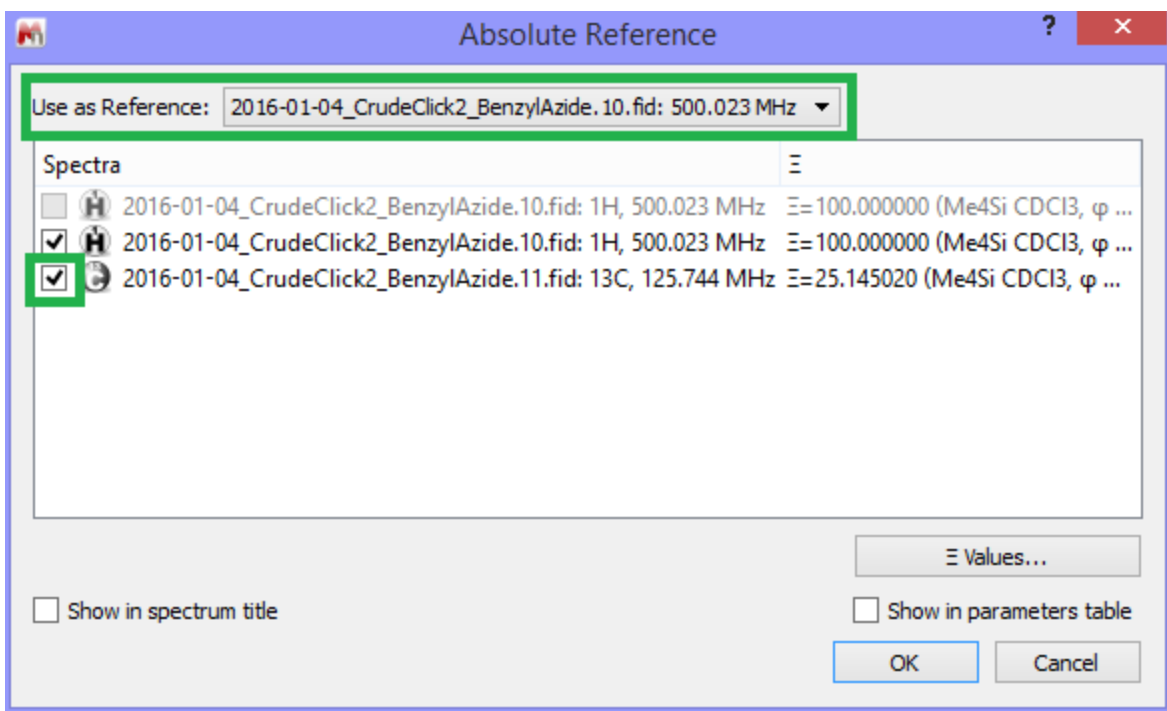 Absolute Reference
?
Use as Reference: 2016-01-04_CrudeClick2_BenzylAzide.10.fid: 500.023 MHz
Spectra Ξ
H 2016-01-04_CrudeClick2_BenzylAzide.10.fid: 1H, 500.023 MHz Ξ=100.000000 (Me4Si CDCl3, φ ...
H 2016-01-04_CrudeClick2_BenzylAzide.10.fid: 1H, 500.023 MHz Ξ=100.000000 (Me4Si CDCl3, φ ...
C 2016-01-04_CrudeClick2_BenzylAzide.11.fid: 13C, 125.744 MHz Ξ=25.145020 (Me4Si CDCl3, φ ...
Ξ Values...
Show in spectrum title Show in parameters table
OK Cancel